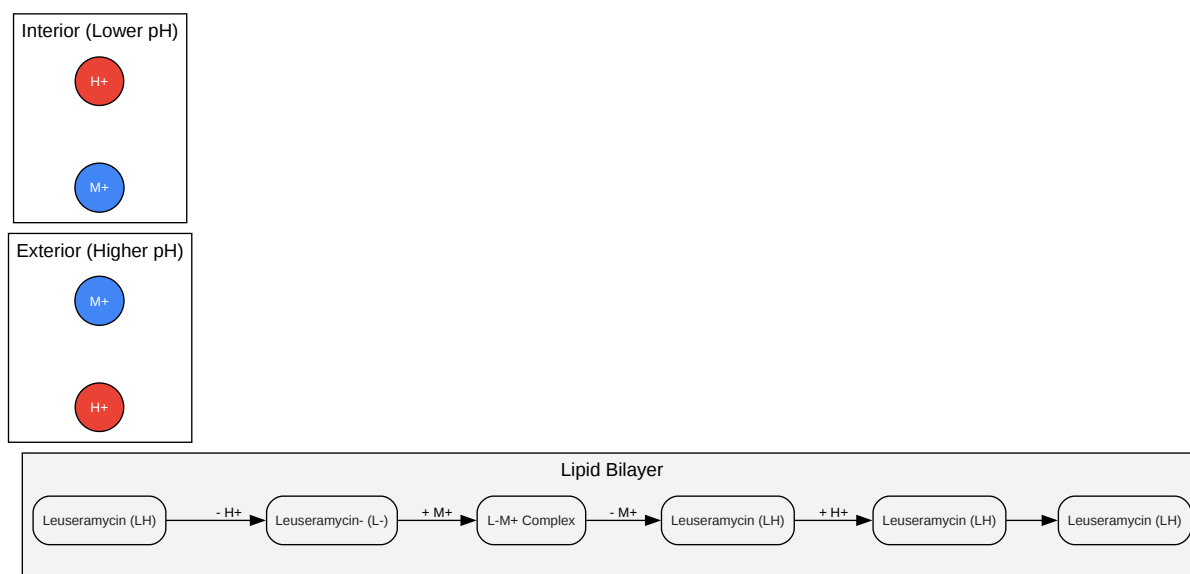 Interior (Lower pH)
H+
M+
Exterior (Higher pH)
M+
H+
Lipid Bilayer
Leuseramycin (LH)
- H+
Leuseramycin- (L-)
+ M+
L-M+ Complex
- M+
Leuseramycin (LH)
+ H+
Leuseramycin (LH)
Leuseramycin (LH)